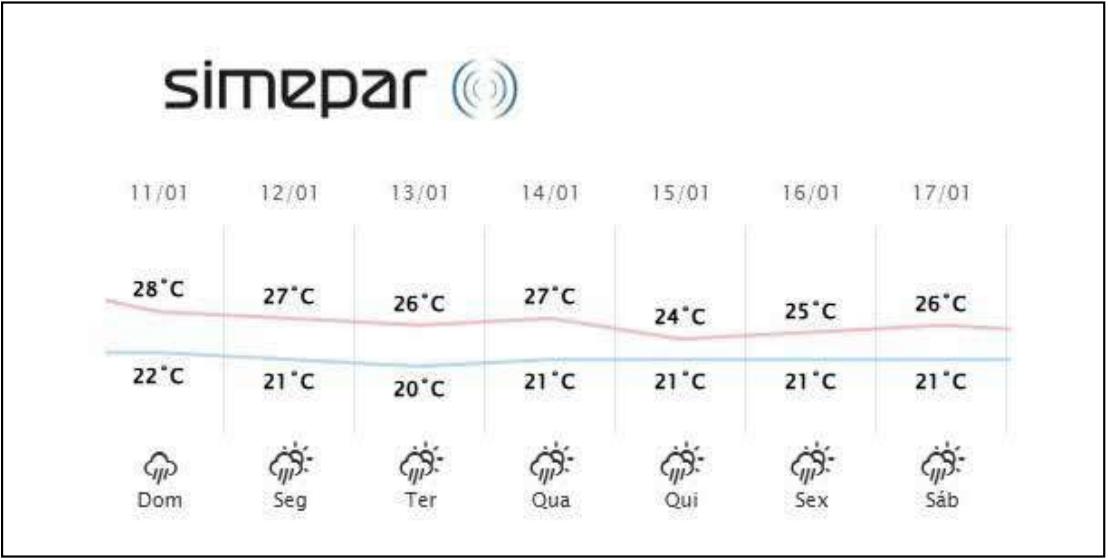 simepar
11/01 12/01 13/01 14/01 15/01 16/01 17/01
28°C 27°C 26°C 27°C 24°C 25°C 26°C
22°C 21°C 20°C 21°C 21°C 21°C 21°C
Dom Seg Ter Qua Qui Sex Sáb